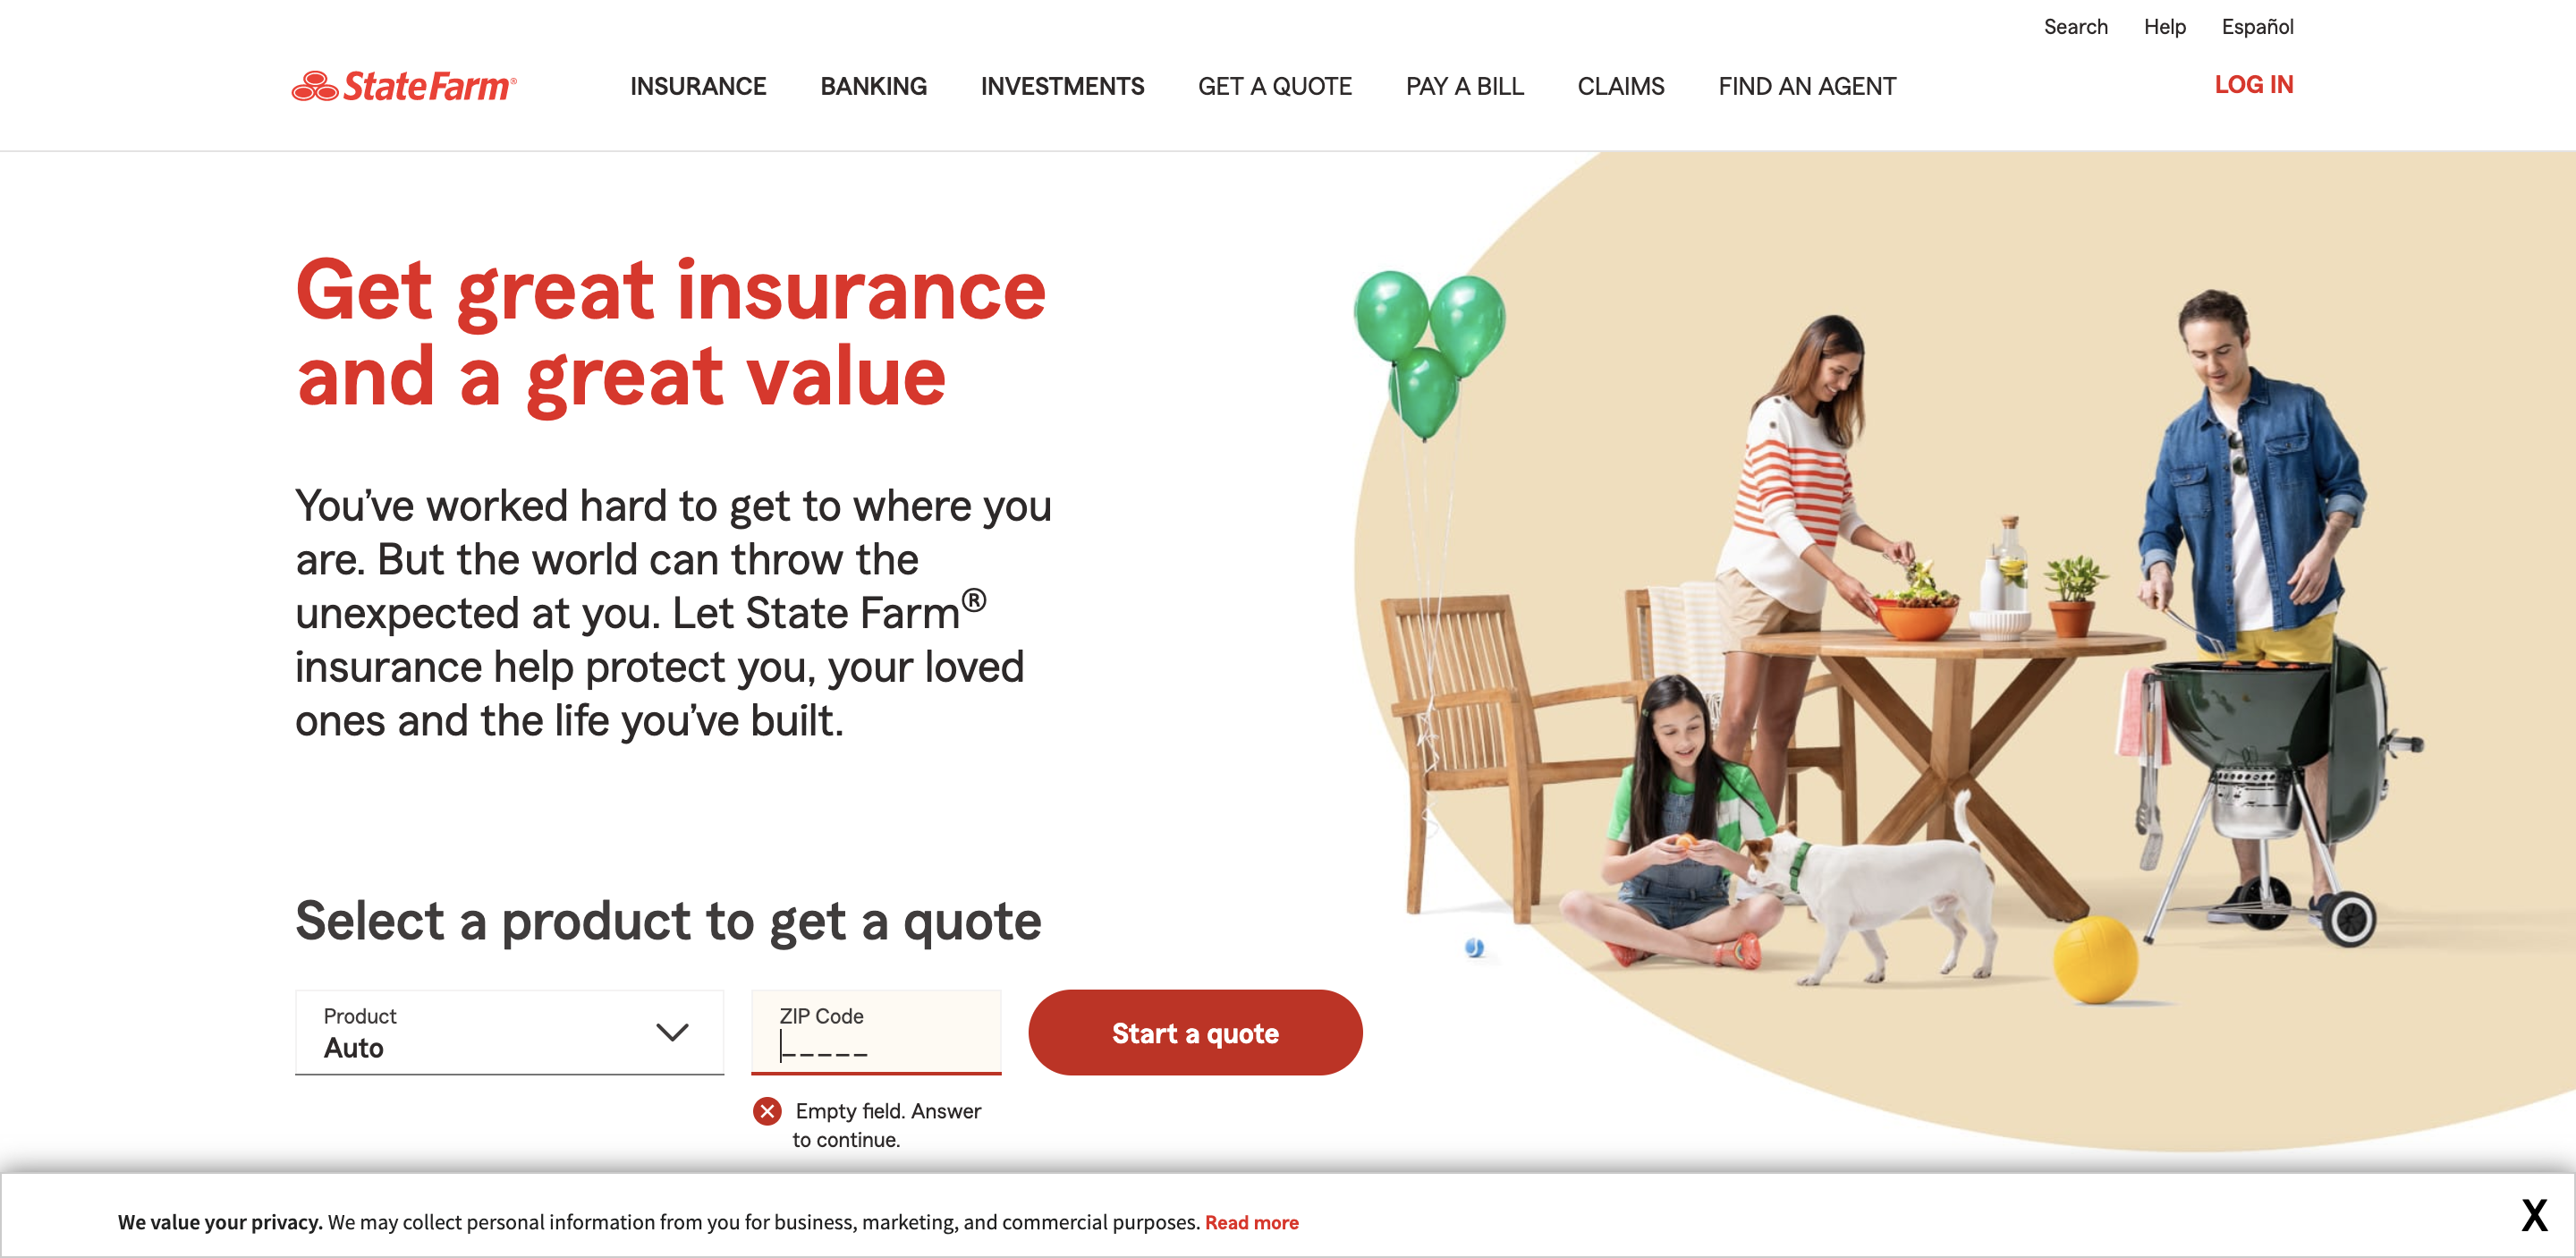 Search Help Español
StateFarm®
INSURANCE BANKING INVESTMENTS GET A QUOTE PAY A BILL CLAIMS FIND AN AGENT LOG IN
Get great insurance
and a great value
You’ve worked hard to get to where you
are. But the world can throw the
unexpected at you. Let State Farm®
insurance help protect you, your loved
ones and the life you’ve built.
Select a product to get a quote
Product
Auto
ZIP Code
_____
Start a quote
Empty field. Answer
to continue.
We value your privacy. We may collect personal information from you for business, marketing, and commercial purposes. Read more
X